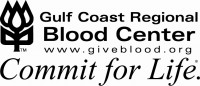 Gulf Coast Regional
Blood Center
www.giveblood.org
Commit for Life®